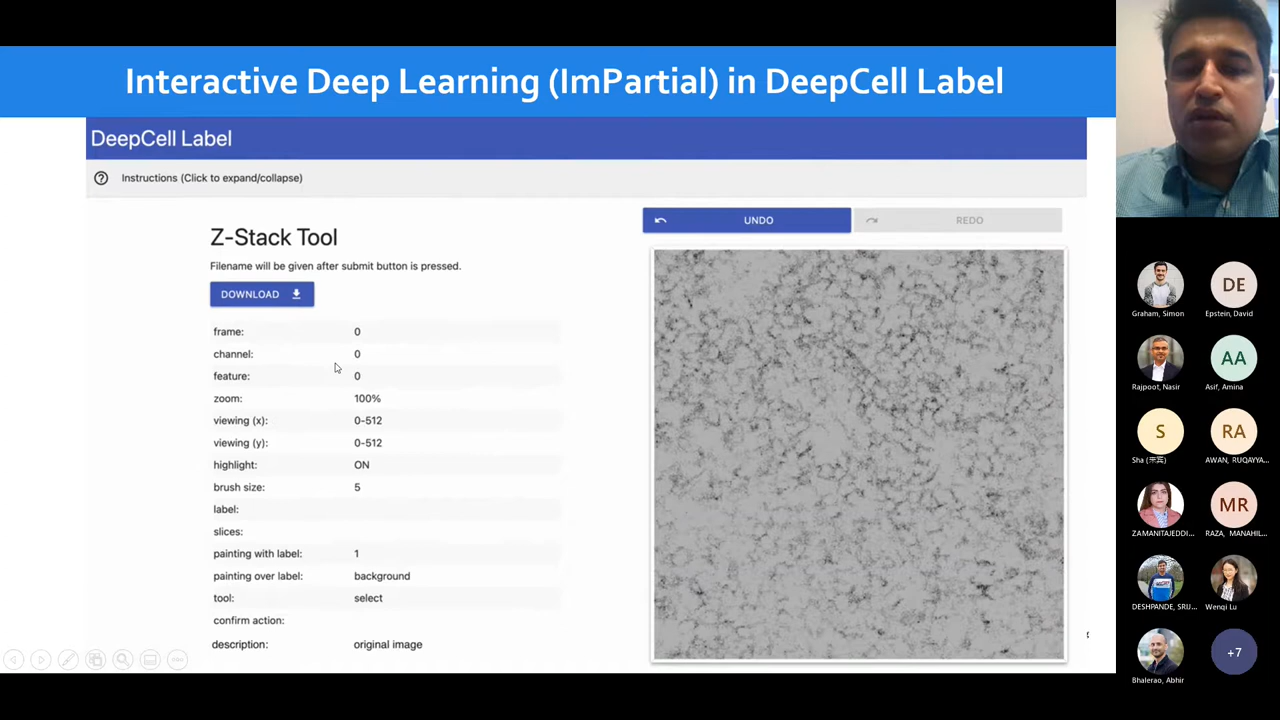 Interactive Deep Learning (ImPartial) in DeepCell Label
DeepCell Label
Instructions (Click to expand/collapse)
Z-Stack Tool
Filename will be given after submit button is pressed.
DOWNLOAD
UNDO
REDO
frame: 0
channel: 0
feature: 0
zoom: 100%
viewing (x): 0-512
viewing (y): 0-512
highlight: ON
brush size: 5
label:
slices:
painting with label: 1
painting over label: background
tool: select
confirm action:
description: original image
Graham, Simon
DE
Epstein, David
Rajpoot, Nasir
AA
Asif, Amina
S
Sha
RA
AWAN, RUQAYYA...
ZAMANITAJEDDI...
MR
RAZA, MANAHIL...
DESHPANDE, SRIJ...
Wenqi Lu
Bhalerao, Abhir
+7